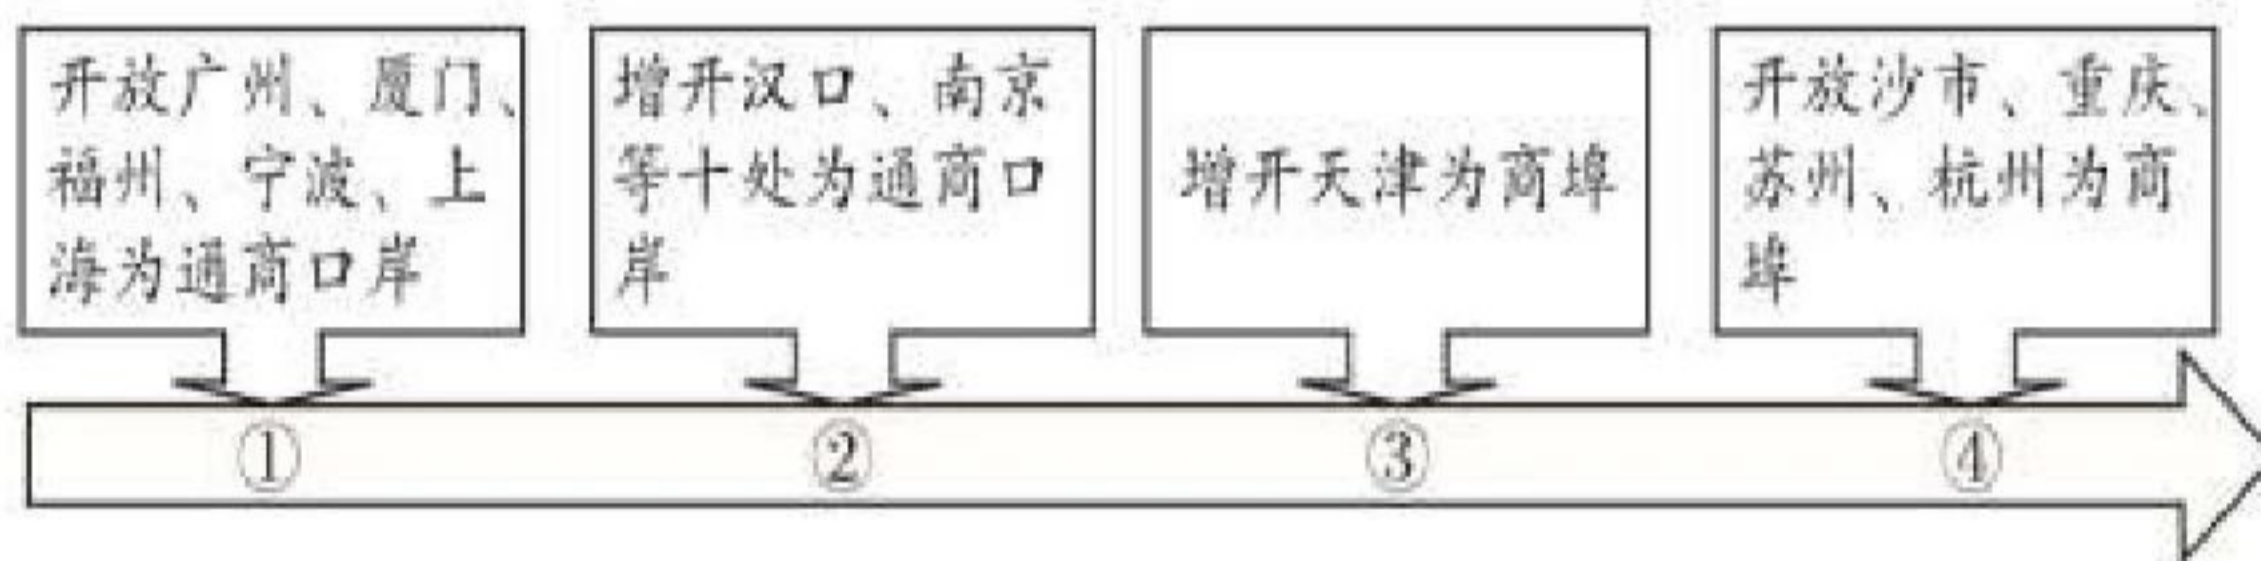 开放广州、厦门、
福州、宁波、上
海为通商口岸
增开汉口、南京
等十处为通商口
岸
增开天津为商埠
开放沙市、重庆、
苏州、杭州为商
埠
①
②
③
④